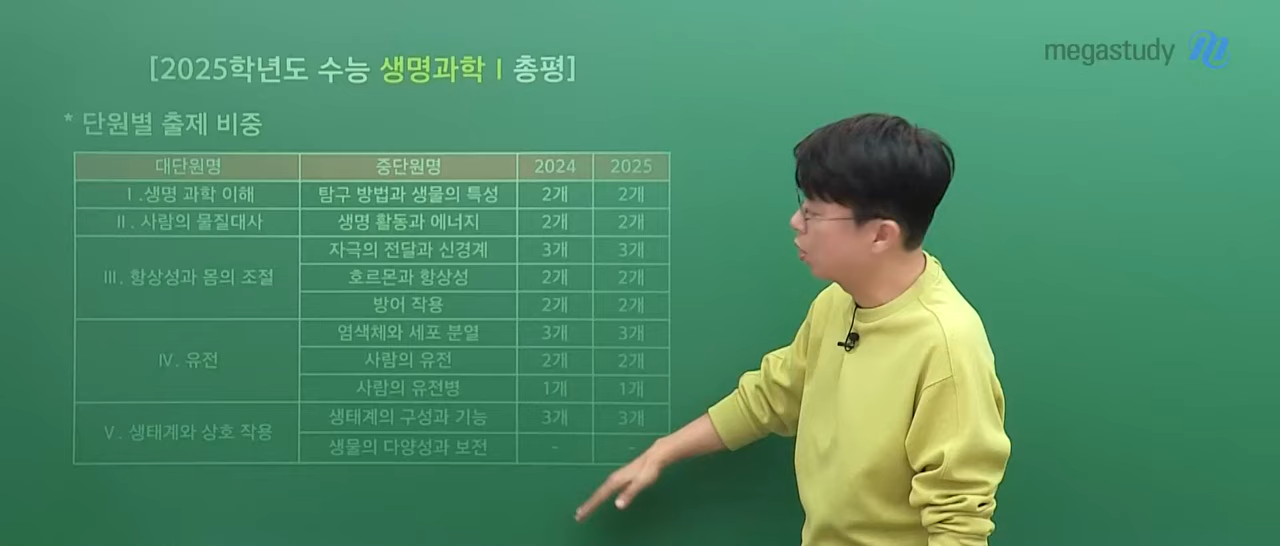 megastudy
[2025학년도 수능 생명과학 I 총평]
* 단원별 출제 비중
대단원명 중단원명 2024 2025
I.생명 과학 이해 탐구 방법과 생물의 특성 2개 2개
II. 사람의 물질대사 생명 활동과 에너지 2개 2개
III. 항상성과 몸의 조절 자극의 전달과 신경계 3개 3개
호르몬과 항상성 2개 2개
방어 작용 2개 2개
IV. 유전 염색체와 세포 분열 3개 3개
사람의 유전 2개 2개
사람의 유전병 1개 1개
V. 생태계와 상호 작용 생태계의 구성과 기능 3개 3개
생물의 다양성과 보전 - -